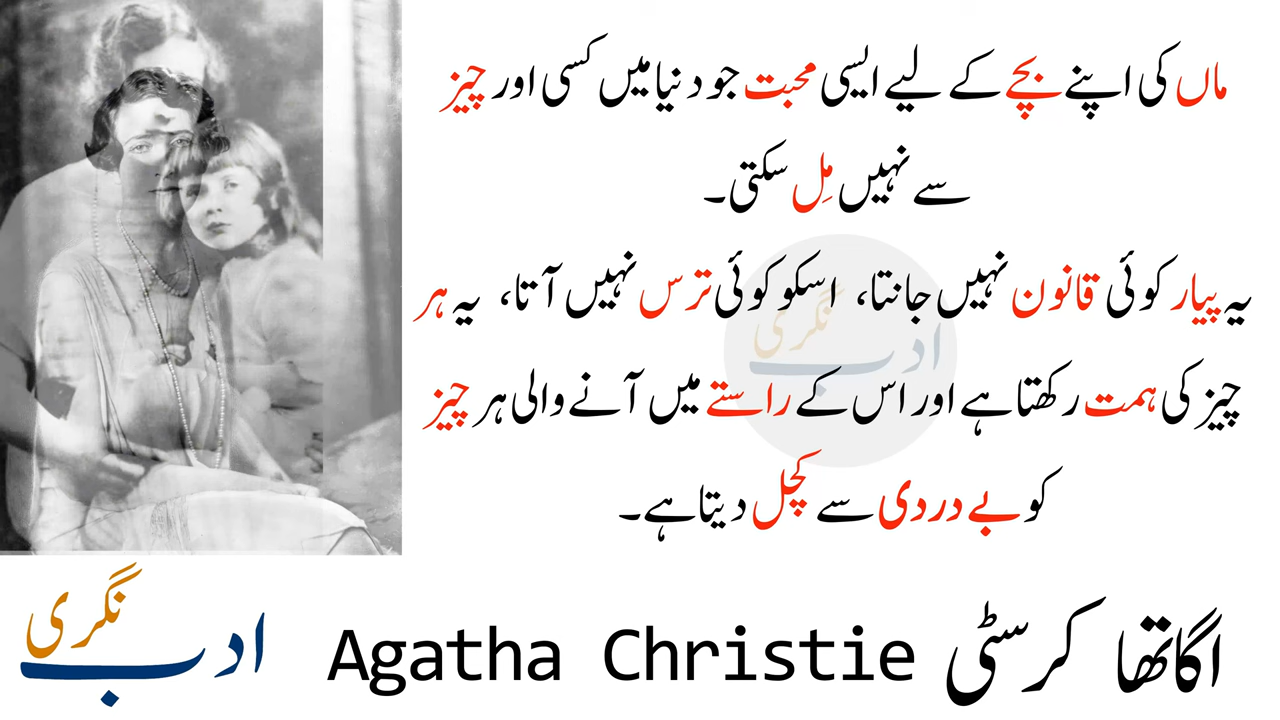 ماں کی اپنے بچے کے لیے ایسی محبت جو دنیا میں کسی اور چیز
سے نہیں مِل سکتی۔
یہ پیار کوئی قانون نہیں جانتا، اسکو کوئی ترس نہیں آتا، یہ ہر
چیز کی ہمت رکھتا ہے اور اس کے راستے میں آنے والی ہر چیز
کو بے دردی سے کچل دیتا ہے۔
ادب نگری
اگاتھا کرسٹی Agatha Christie
ادب نگری